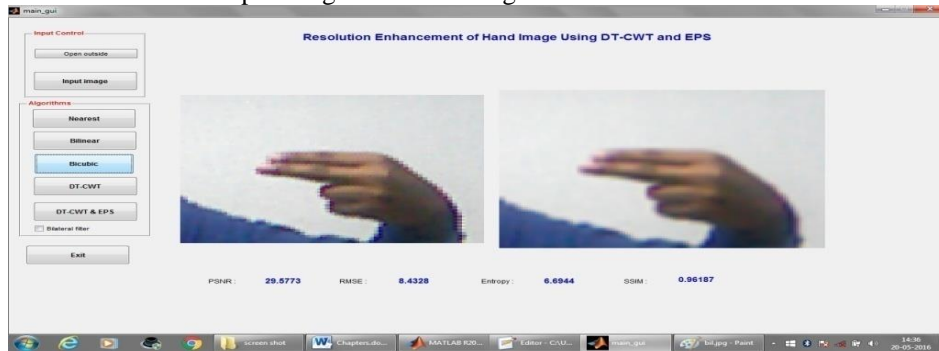 main_gui
Input Control
Open outside
Input Image
Algorithms
Nearest
Bilinear
Bicubic
DT-CWT
DT-CWT & EPS
Bilateral filter
Exit
Resolution Enhancement of Hand Image Using DT-CWT and EPS
PSNR : 29.5773 RMSE : 8.4328 Entropy : 6.6944 SSIM : 0.96187
screen shot Chapters.do... MATLAB R20... Editor - C:\U... main_gui bil.jpg - Paint
14:36
20-05-2016